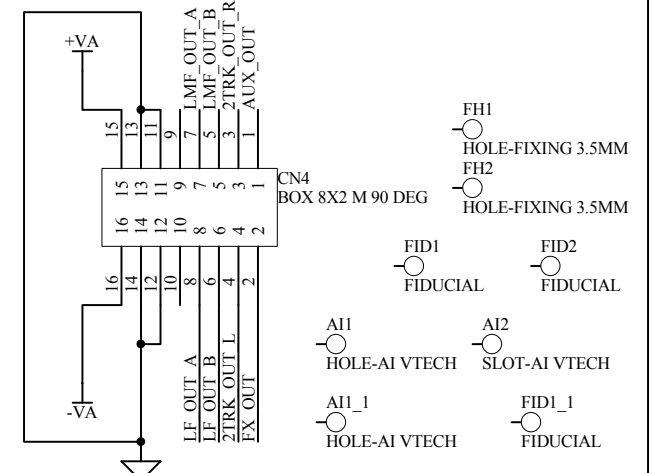 +VA
LMF_OUT_A
LMF_OUT_B
2TRK_OUT_R
AUX_OUT
15
13
11
9
7
5
3
1
15
13
11
9
7
5
3
1
CN4
BOX 8X2 M 90 DEG
16
14
12
10
8
6
4
2
16
14
12
10
8
6
4
2
-VA
LF_OUT_A
LF_OUT_B
2TRK_OUT_L
FX_OUT
FH1
HOLE-FIXING 3.5MM
FH2
HOLE-FIXING 3.5MM
FID1
FIDUCIAL
FID2
FIDUCIAL
AI1
HOLE-AI VTECH
AI2
SLOT-AI VTECH
AI1_1
HOLE-AI VTECH
FID1_1
FIDUCIAL